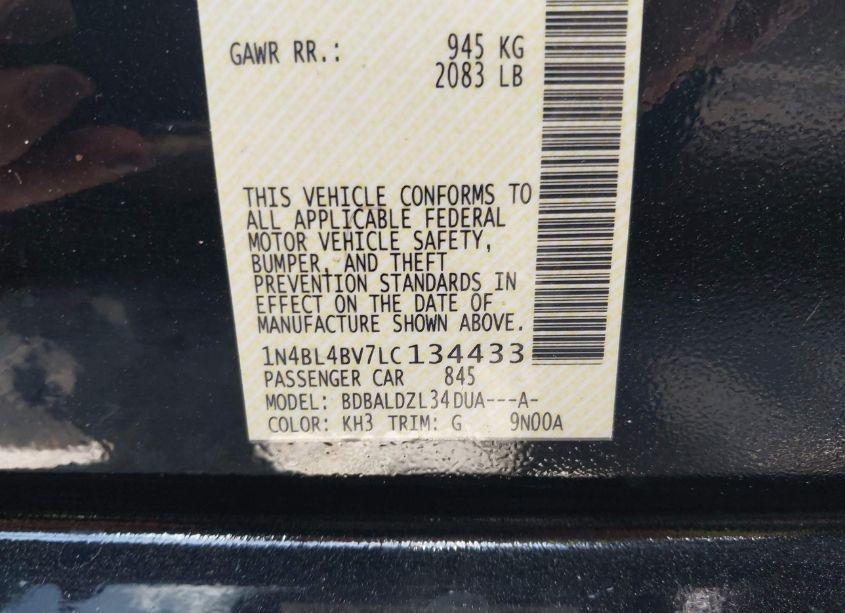 GAWR RR.: 945 KG
2083 LB
THIS VEHICLE CONFORMS TO
ALL APPLICABLE FEDERAL
MOTOR VEHICLE SAFETY,
BUMPER, AND THEFT
PREVENTION STANDARDS IN
EFFECT ON THE DATE OF
MANUFACTURE SHOWN ABOVE.
1N4BL4BV7LC134433
PASSENGER CAR 845
MODEL: BDBALDZL34DUA---A-
COLOR: KH3 TRIM: G 9N00A